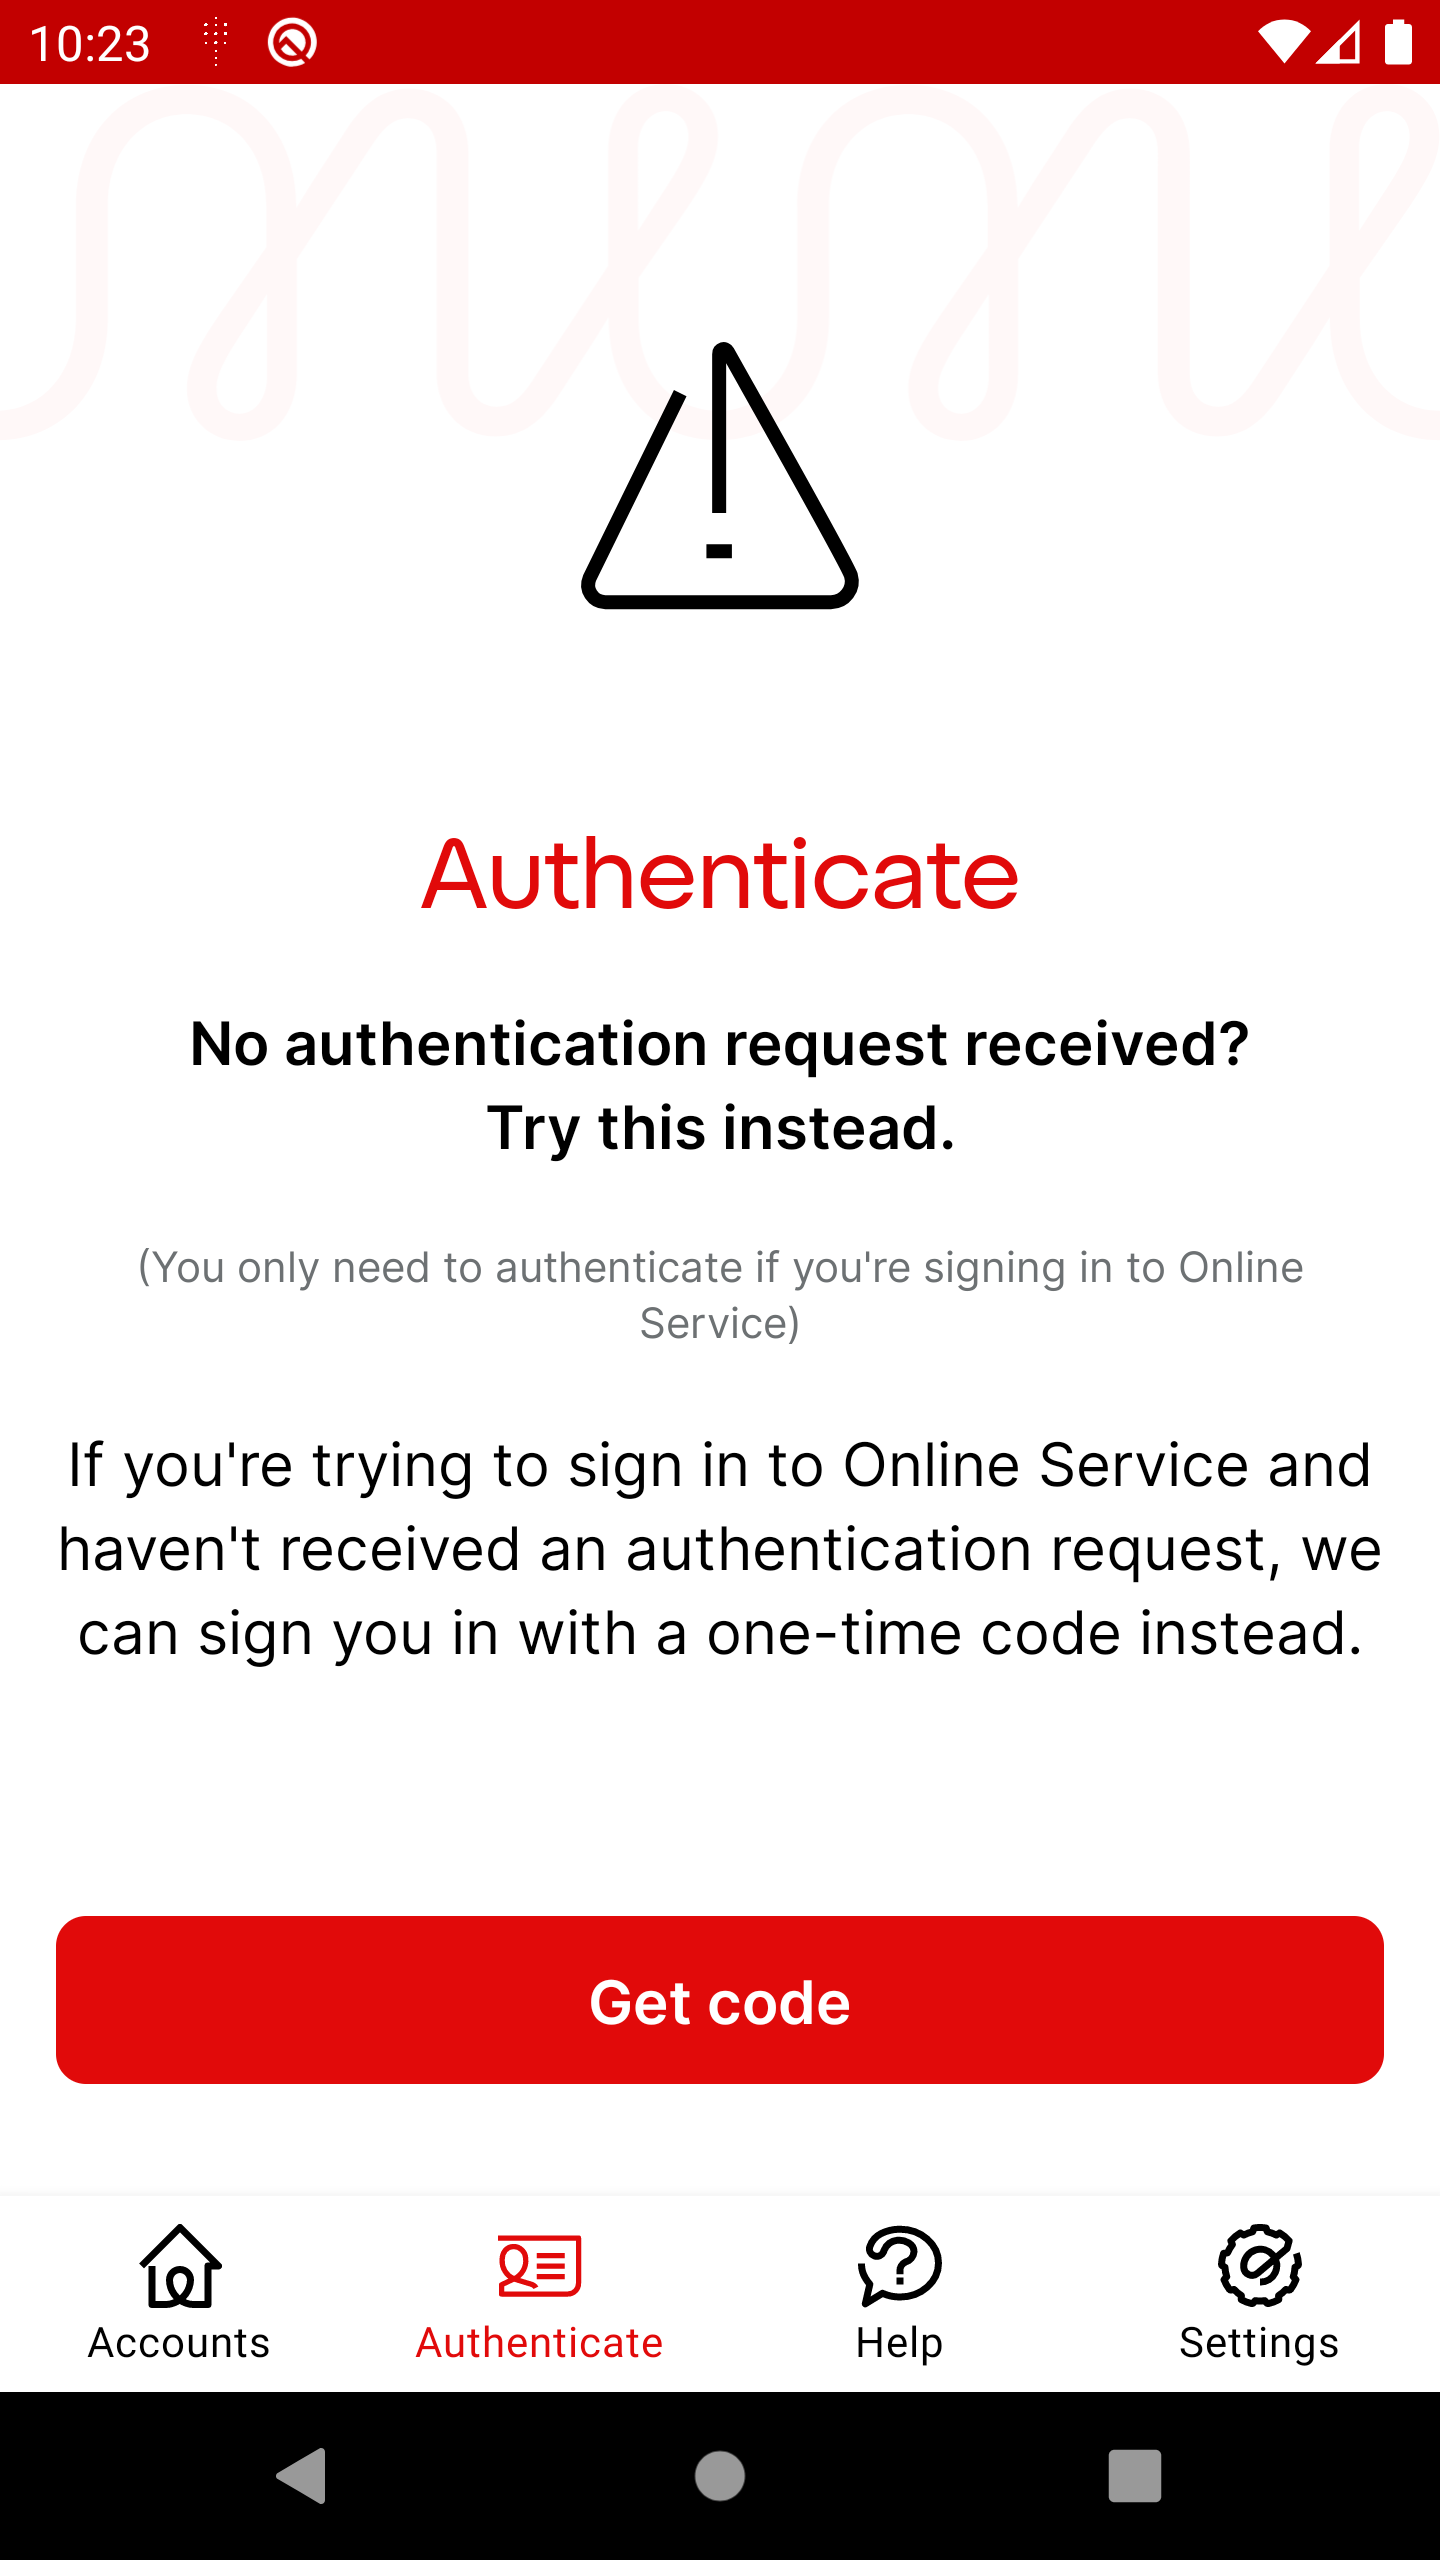 10:23
Authenticate
No authentication request received?
Try this instead.
(You only need to authenticate if you're signing in to Online
Service)
If you're trying to sign in to Online Service and
haven't received an authentication request, we
can sign you in with a one-time code instead.
Get code
Accounts
Authenticate
Help
Settings